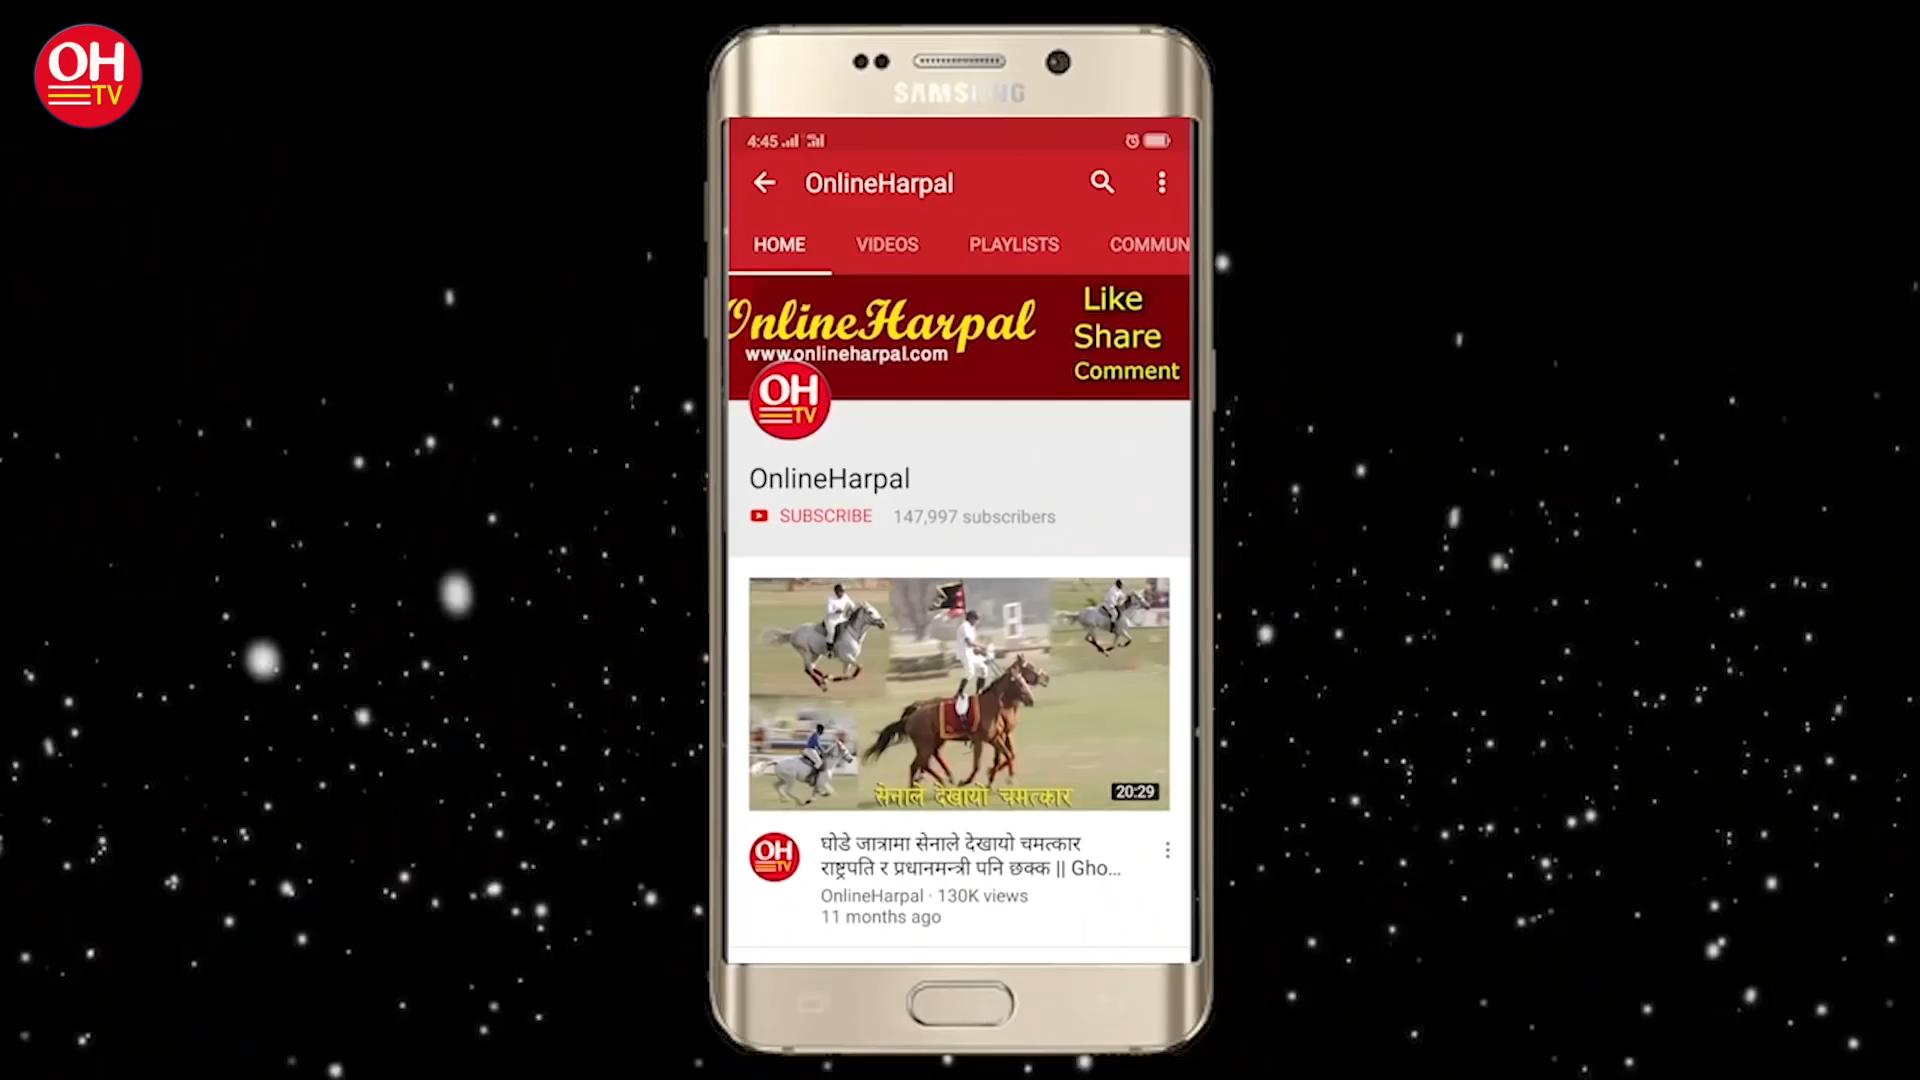 OH
TV
SAMSUNG
4:45
OnlineHarpal
HOME VIDEOS PLAYLISTS COMMUN
OnlineHarpal
www.onlineharpal.com
Like
Share
Comment
OH
TV
OnlineHarpal
SUBSCRIBE 147,997 subscribers
सेनाले देखायो चमत्कार
20:29
OH
TV
घोडे जात्रामा सेनाले देखायो चमत्कार
राष्ट्रपति र प्रधानमन्त्री पनि छक्क || Gho...
OnlineHarpal · 130K views
11 months ago